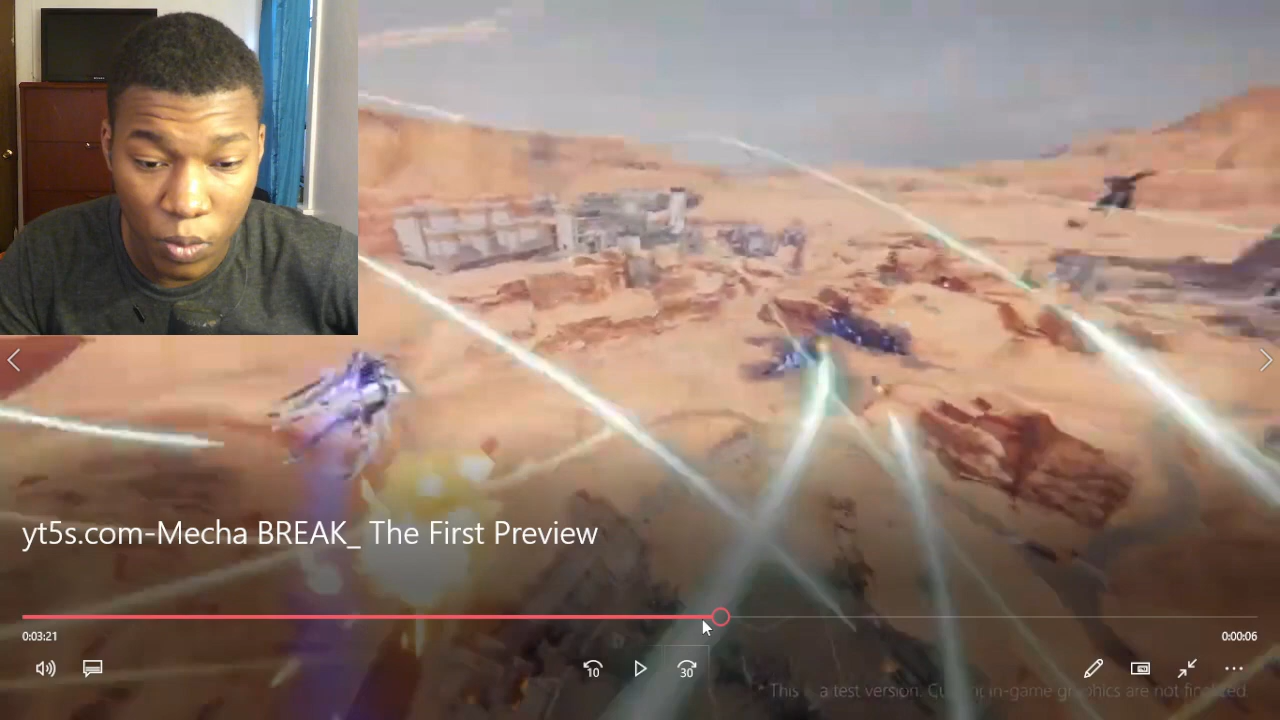 yt5s.com-Mecha BREAK_ The First Preview
0:03:21
0:00:06
10
30
This is a test version. Current in-game graphics are not finalized.